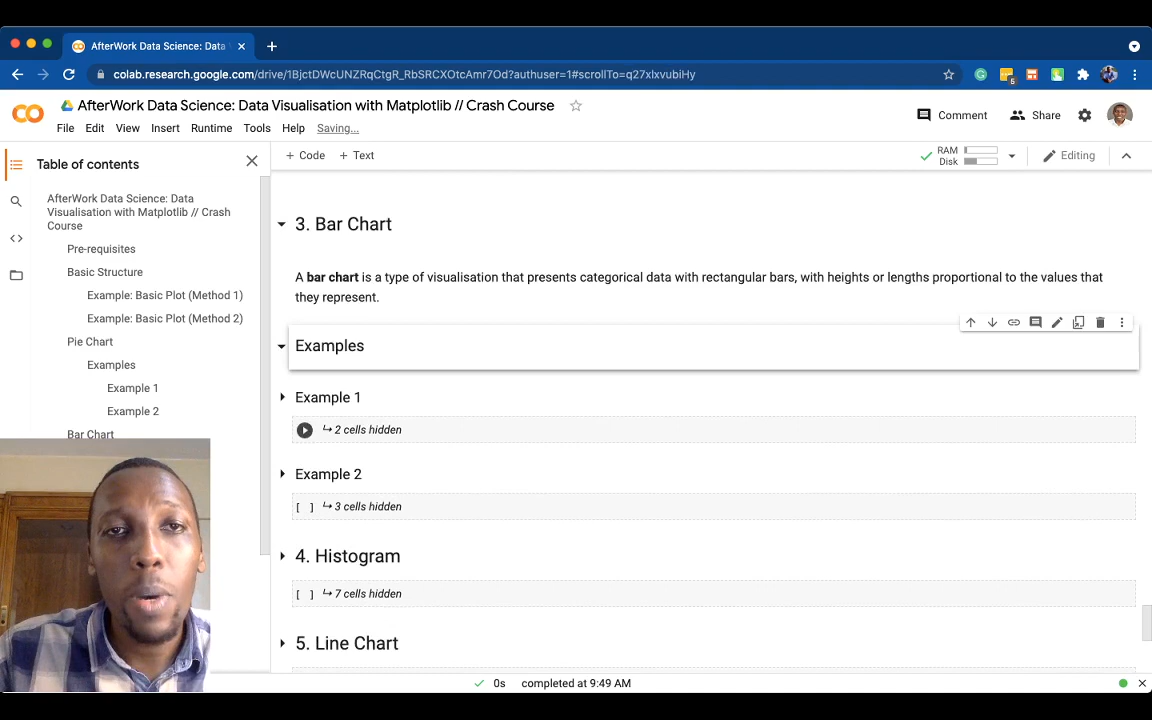 AfterWork Data Science: Data
colab.research.google.com/drive/1BjctDWcUNZRqCtgR_RbSRCXOtcAmr7Od?authuser=1#scrollTo=q27xlxvubiHy
6
AfterWork Data Science: Data Visualisation with Matplotlib // Crash Course
Comment
Share
File Edit View Insert Runtime Tools Help Saving...
+ Code + Text
RAM
Disk
Editing
Table of contents
AfterWork Data Science: Data
Visualisation with Matplotlib // Crash
Course
Pre-requisites
Basic Structure
Example: Basic Plot (Method 1)
Example: Basic Plot (Method 2)
Pie Chart
Examples
Example 1
Example 2
Bar Chart
3. Bar Chart
A bar chart is a type of visualisation that presents categorical data with rectangular bars, with heights or lengths proportional to the values that
they represent.
Examples
Example 1
2 cells hidden
Example 2
[ ] 3 cells hidden
4. Histogram
[ ] 7 cells hidden
5. Line Chart
0s completed at 9:49 AM